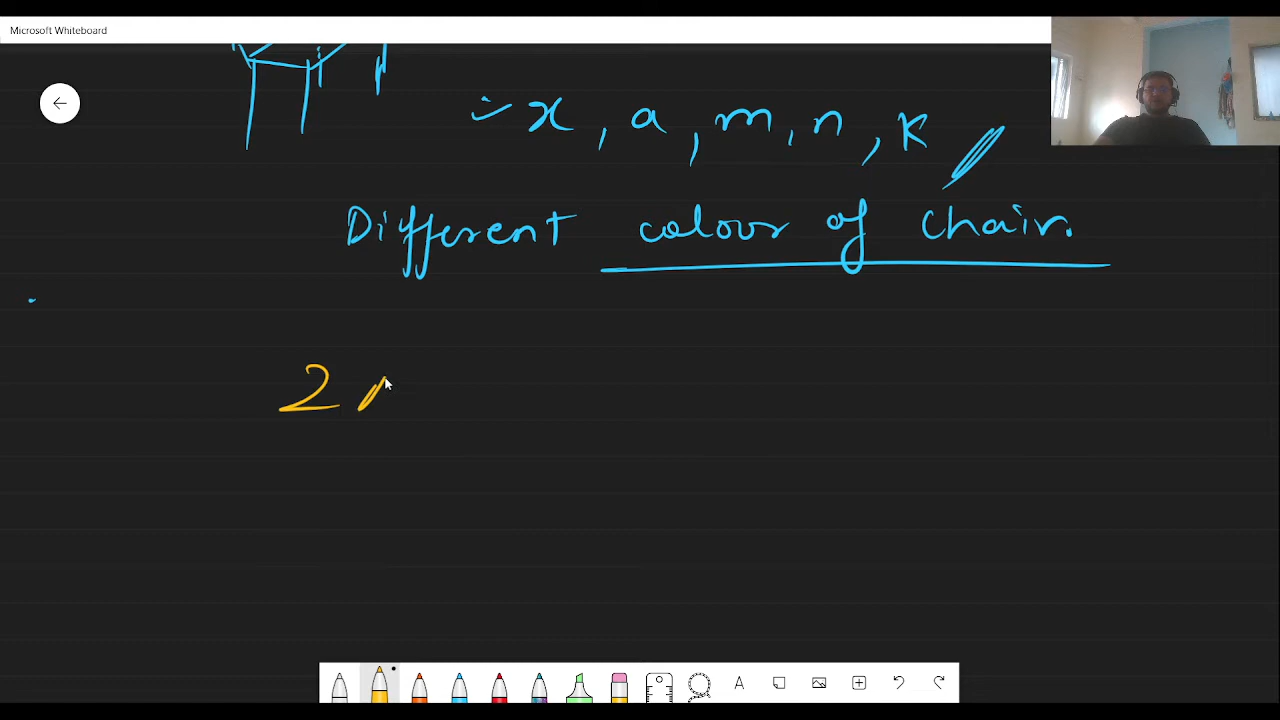 Microsoft Whiteboard
x, a, m, n, k
Different colour of chair.
2
A